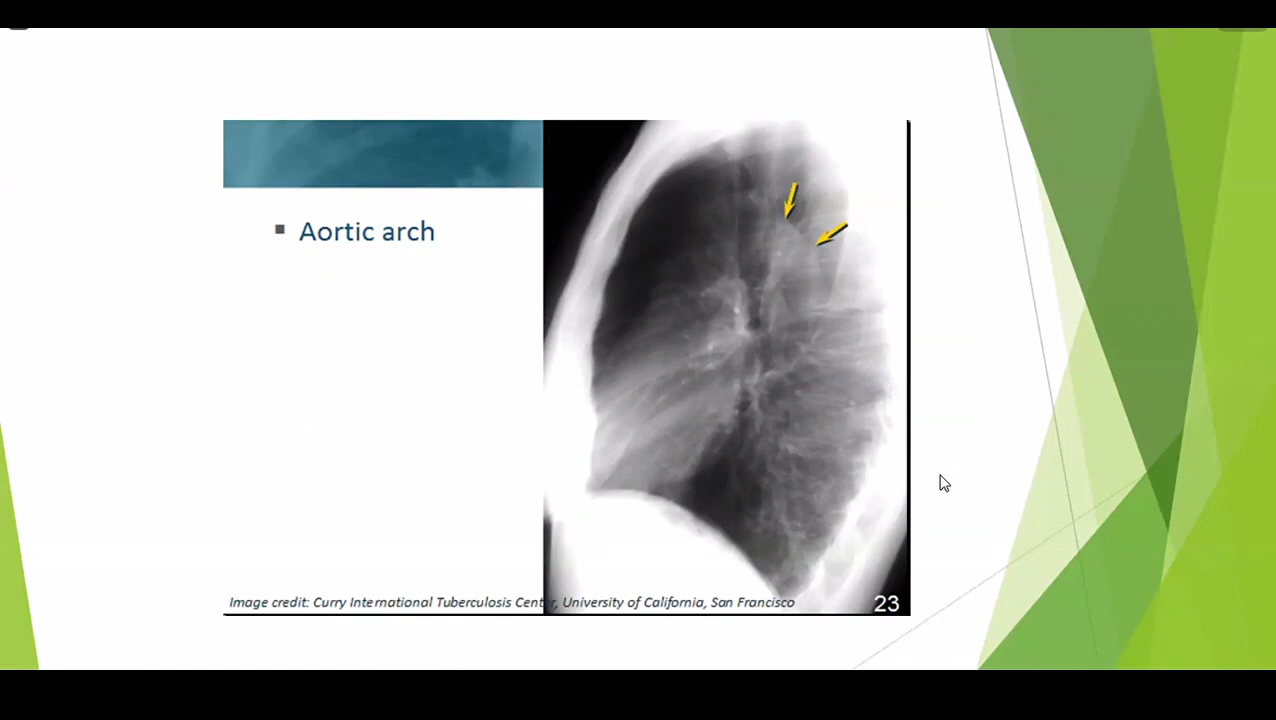 ▪ Aortic arch
Image credit: Curry International Tuberculosis Center, University of California, San Francisco
23